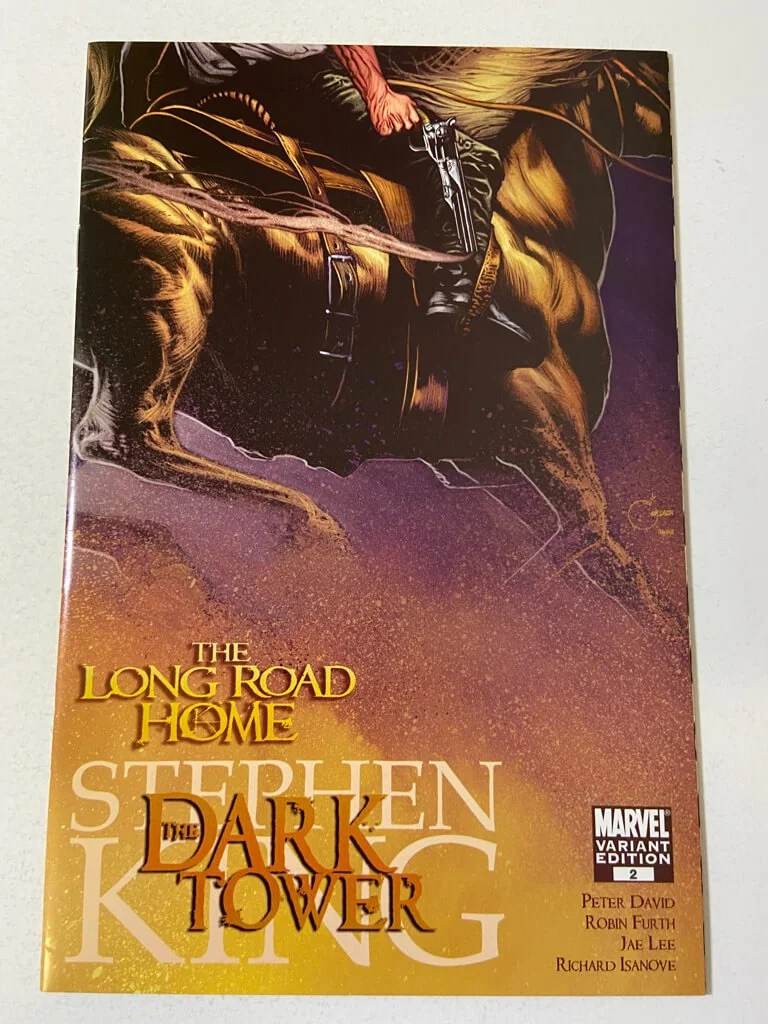 THE
LONG ROAD
HOME
STEPHEN
KING
THE DARK
TOWER
MARVEL®
VARIANT
EDITION
2
PETER DAVID
ROBIN FURTH
JAE LEE
RICHARD ISANOVE